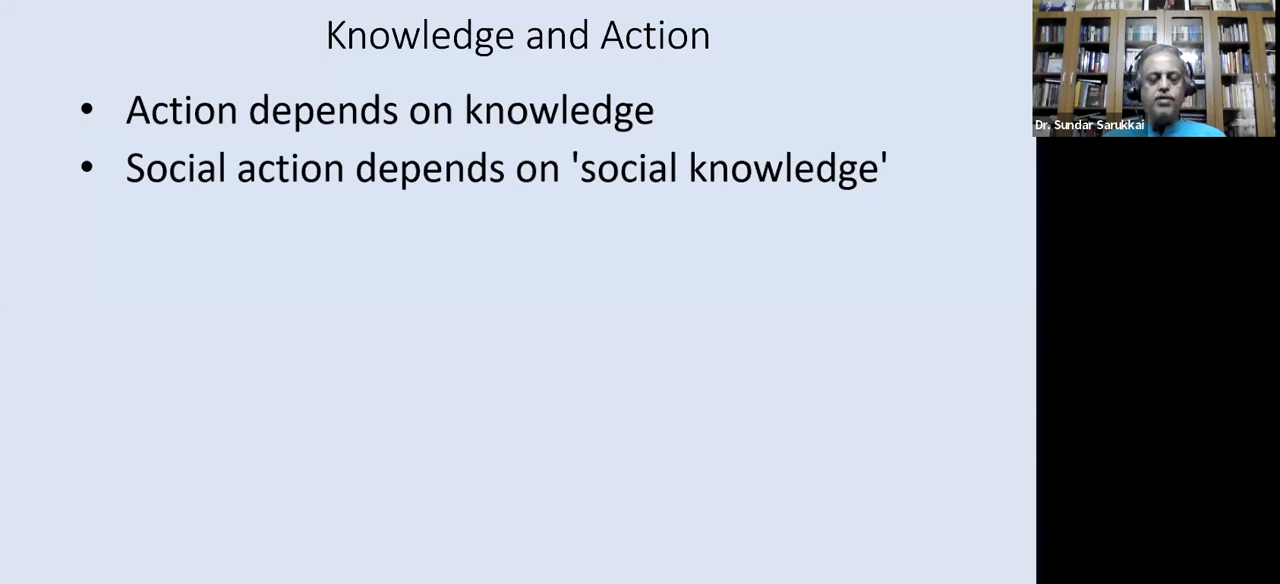 Knowledge and Action
• Action depends on knowledge
• Social action depends on 'social knowledge'
Dr. Sundar Sarukkai